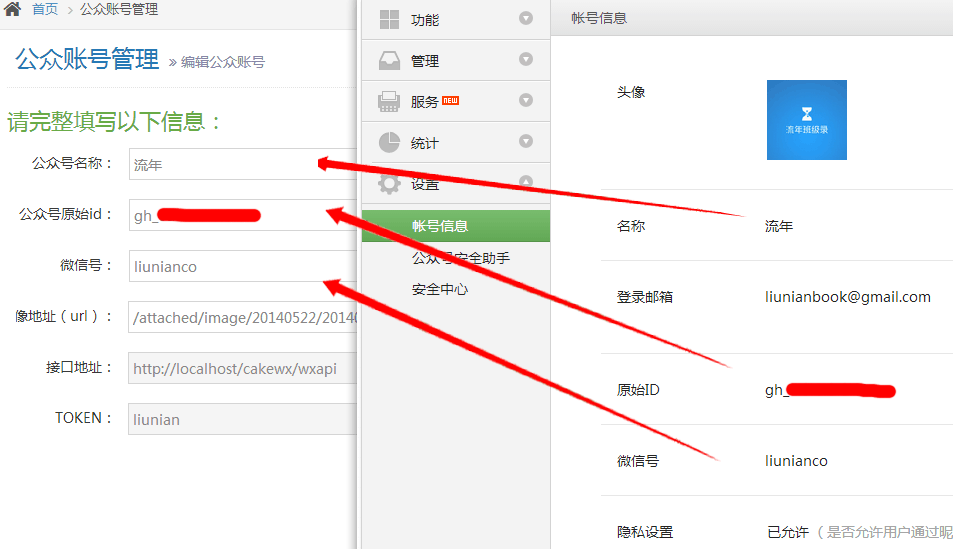 首页 > 公众账号管理
公众账号管理 » 编辑公众账号
请完整填写以下信息：
公众号名称： 流年
公众号原始id： gh_
微信号： liunianco
像地址（url）： /attached/image/20140522/2014
接口地址： http://localhost/cakewx/wxapi
TOKEN： liunian
功能
管理
服务 NEW
统计
设置
帐号信息
公众号安全助手
安全中心
帐号信息
头像
流年班级录
名称 流年
登录邮箱 liunianbook@gmail.com
原始ID gh_
微信号 liunianco
隐私设置 已允许（是否允许用户通过昵